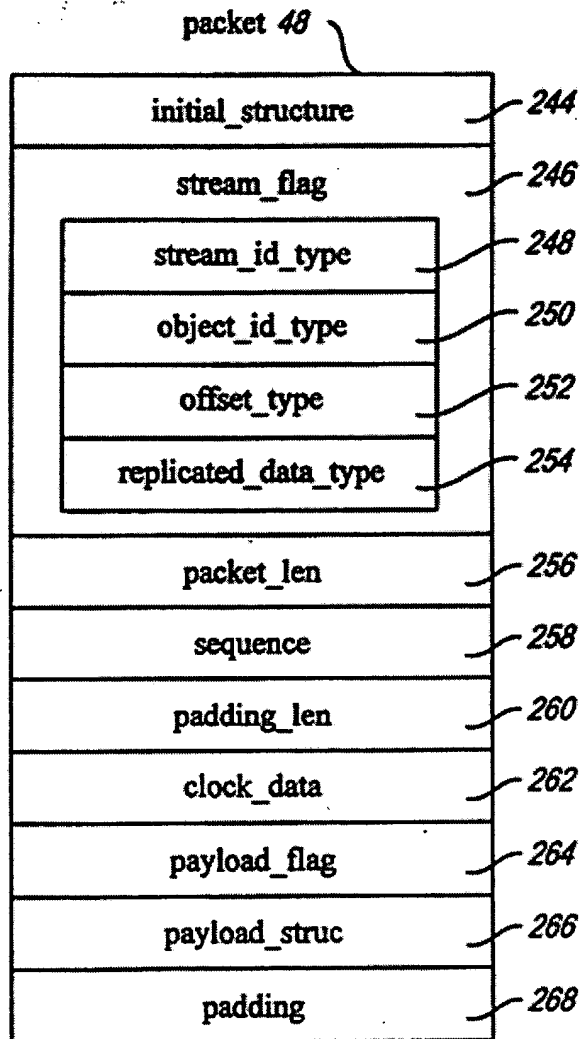 packet 48
initial_structure 244
stream_flag 246
stream_id_type 248
object_id_type 250
offset_type 252
replicated_data_type 254
packet_len 256
sequence 258
padding_len 260
clock_data 262
payload_flag 264
payload_struc 266
padding 268